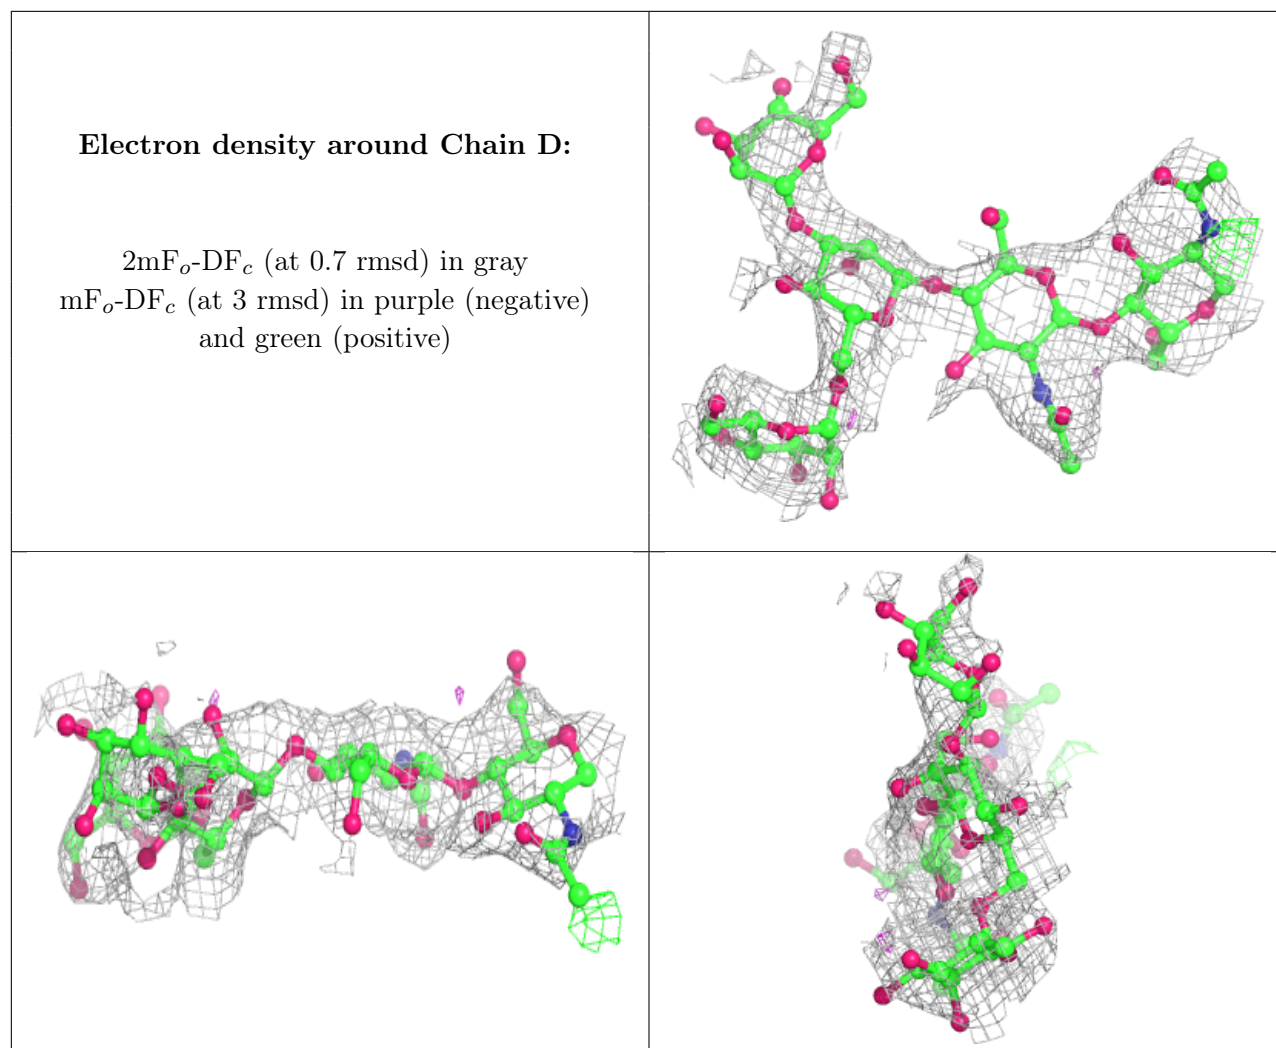 Electron density around Chain D:
2mFₒ-DF𝒸 (at 0.7 rmsd) in gray
mFₒ-DF𝒸 (at 3 rmsd) in purple (negative)
and green (positive)